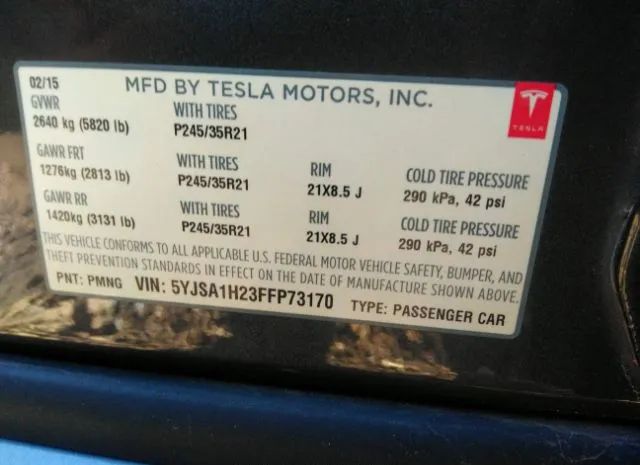 02/15 MFD BY TESLA MOTORS, INC.
GVWR WITH TIRES
2640 kg (5820 lb) P245/35R21
GAWR FRT WITH TIRES RIM COLD TIRE PRESSURE
1276kg (2813 lb) P245/35R21 21X8.5 J 290 kPa, 42 psi
GAWR RR WITH TIRES RIM COLD TIRE PRESSURE
1420kg (3131 lb) P245/35R21 21X8.5 J 290 kPa, 42 psi
THIS VEHICLE CONFORMS TO ALL APPLICABLE U.S. FEDERAL MOTOR VEHICLE SAFETY, BUMPER, AND
THEFT PREVENTION STANDARDS IN EFFECT ON THE DATE OF MANUFACTURE SHOWN ABOVE.
PNT: PMNG VIN: 5YJSA1H23FFP73170 TYPE: PASSENGER CAR
TESLA